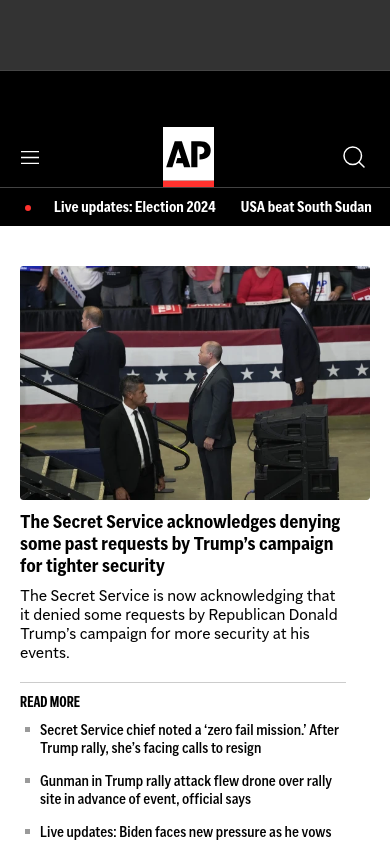 AP
Live updates: Election 2024 USA beat South Sudan
The Secret Service acknowledges denying
some past requests by Trump’s campaign
for tighter security
The Secret Service is now acknowledging that
it denied some requests by Republican Donald
Trump’s campaign for more security at his
events.
READ MORE
Secret Service chief noted a ‘zero fail mission.’ After
Trump rally, she’s facing calls to resign
Gunman in Trump rally attack flew drone over rally
site in advance of event, official says
Live updates: Biden faces new pressure as he vows